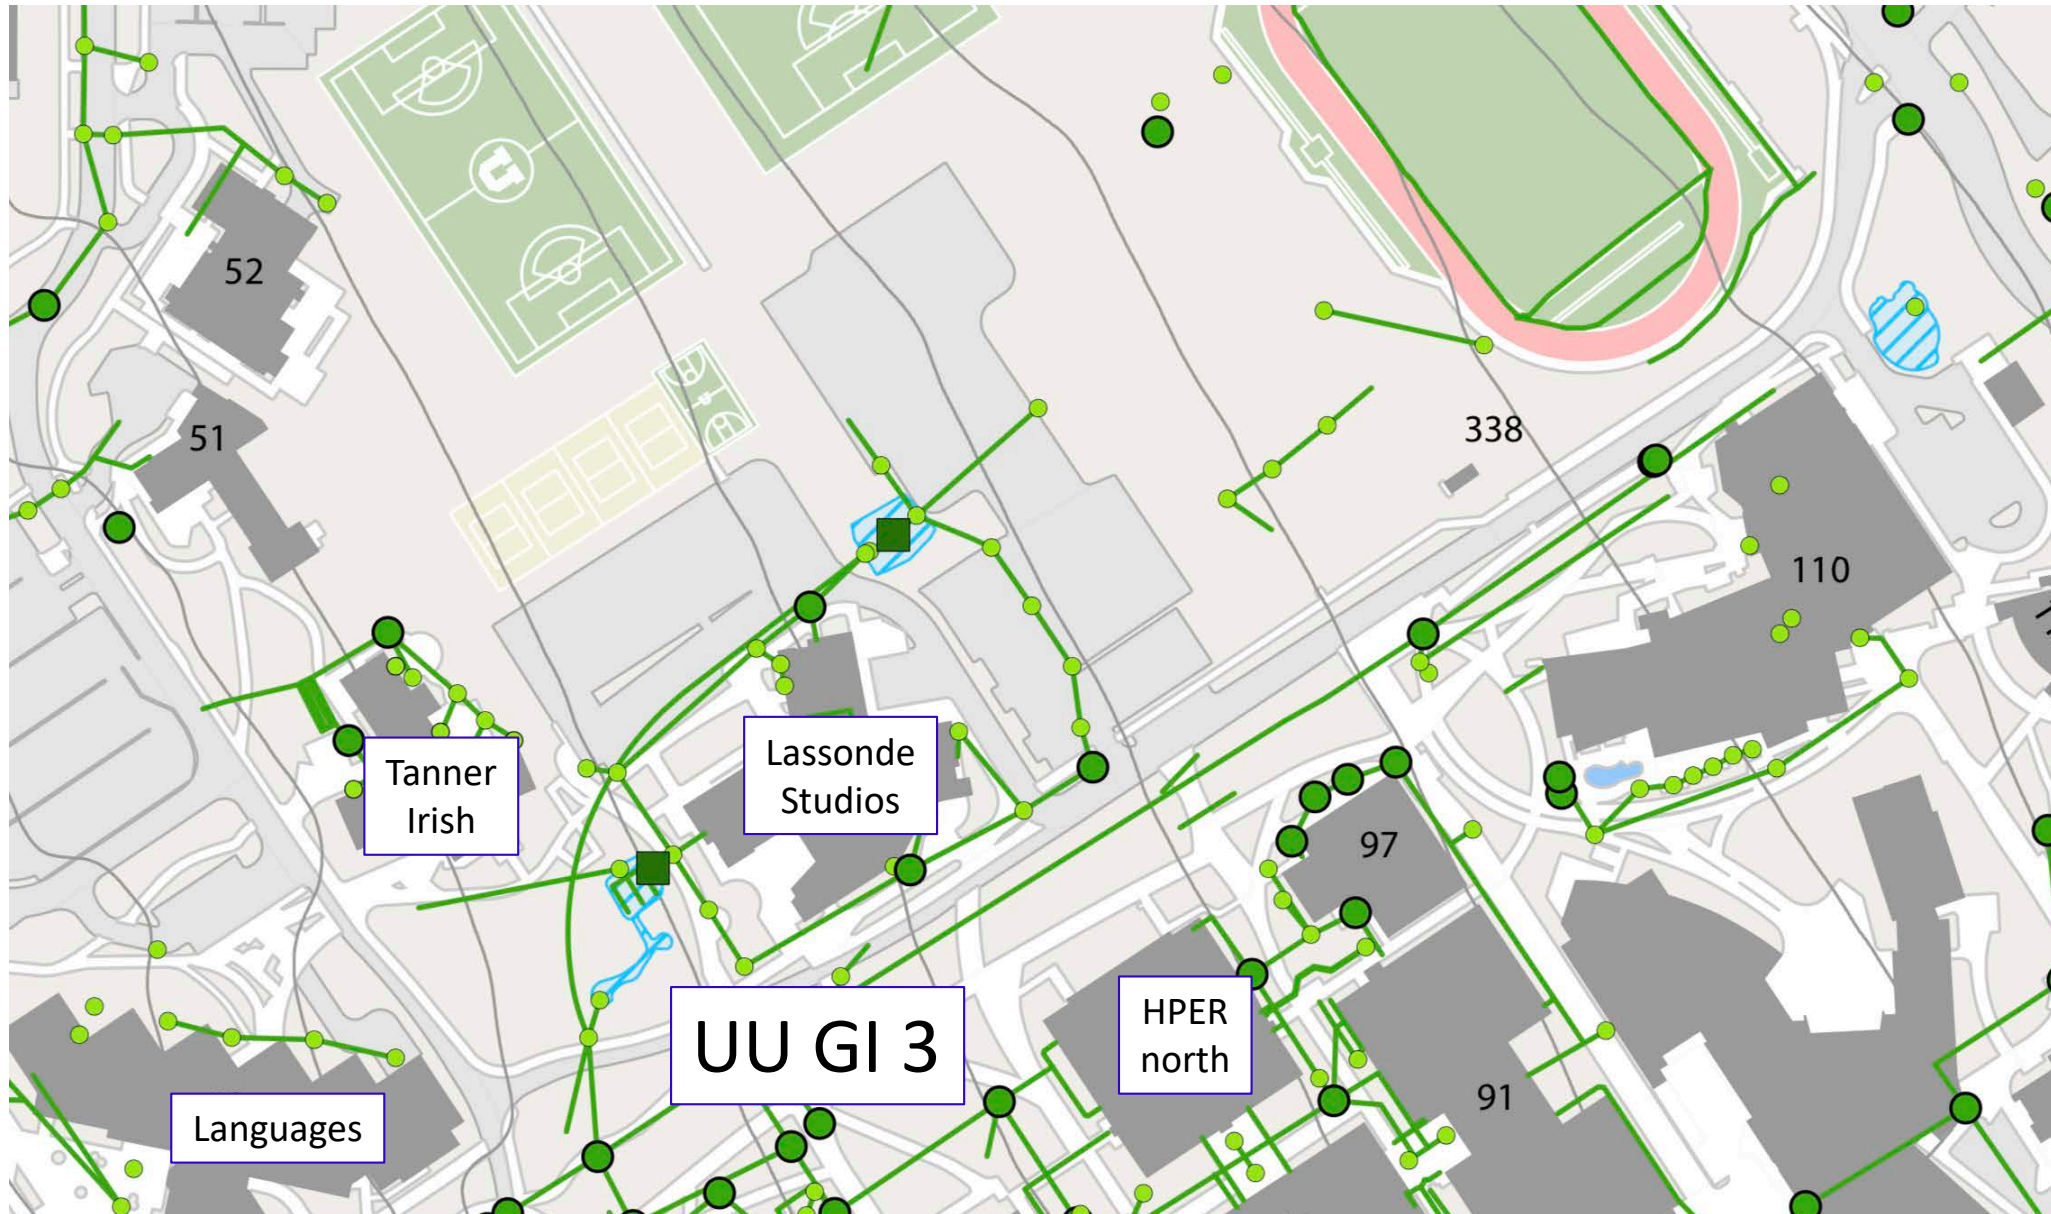 52
51
338
110
Tanner
Irish
Lassonde
Studios
97
UU GI 3
HPER
north
91
Languages